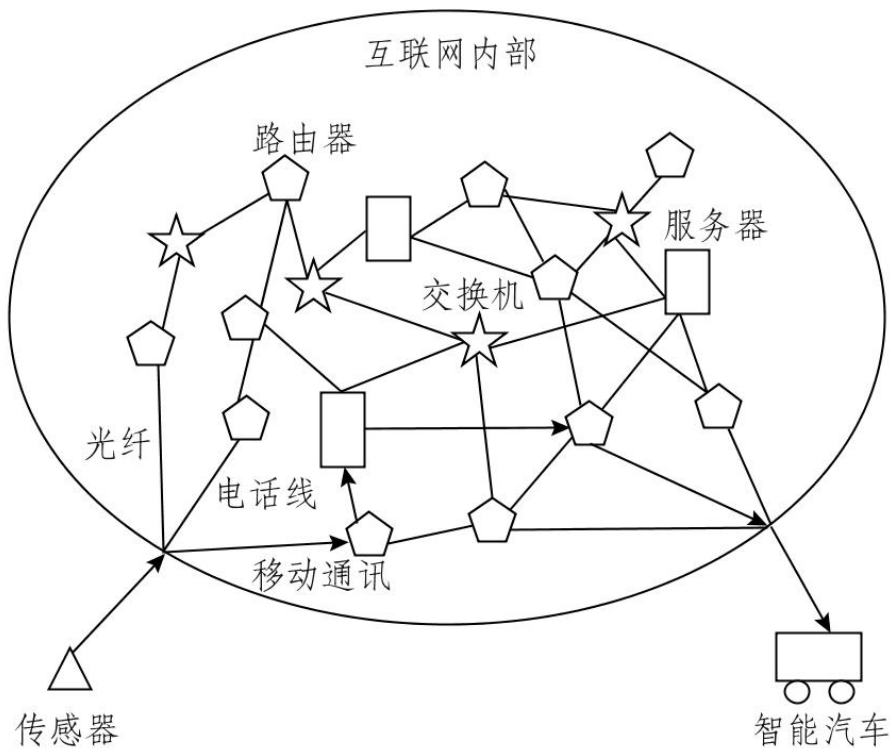 互联网内部
路由器
服务器
交换机
光纤
电话线
移动通讯
传感器
智能汽车